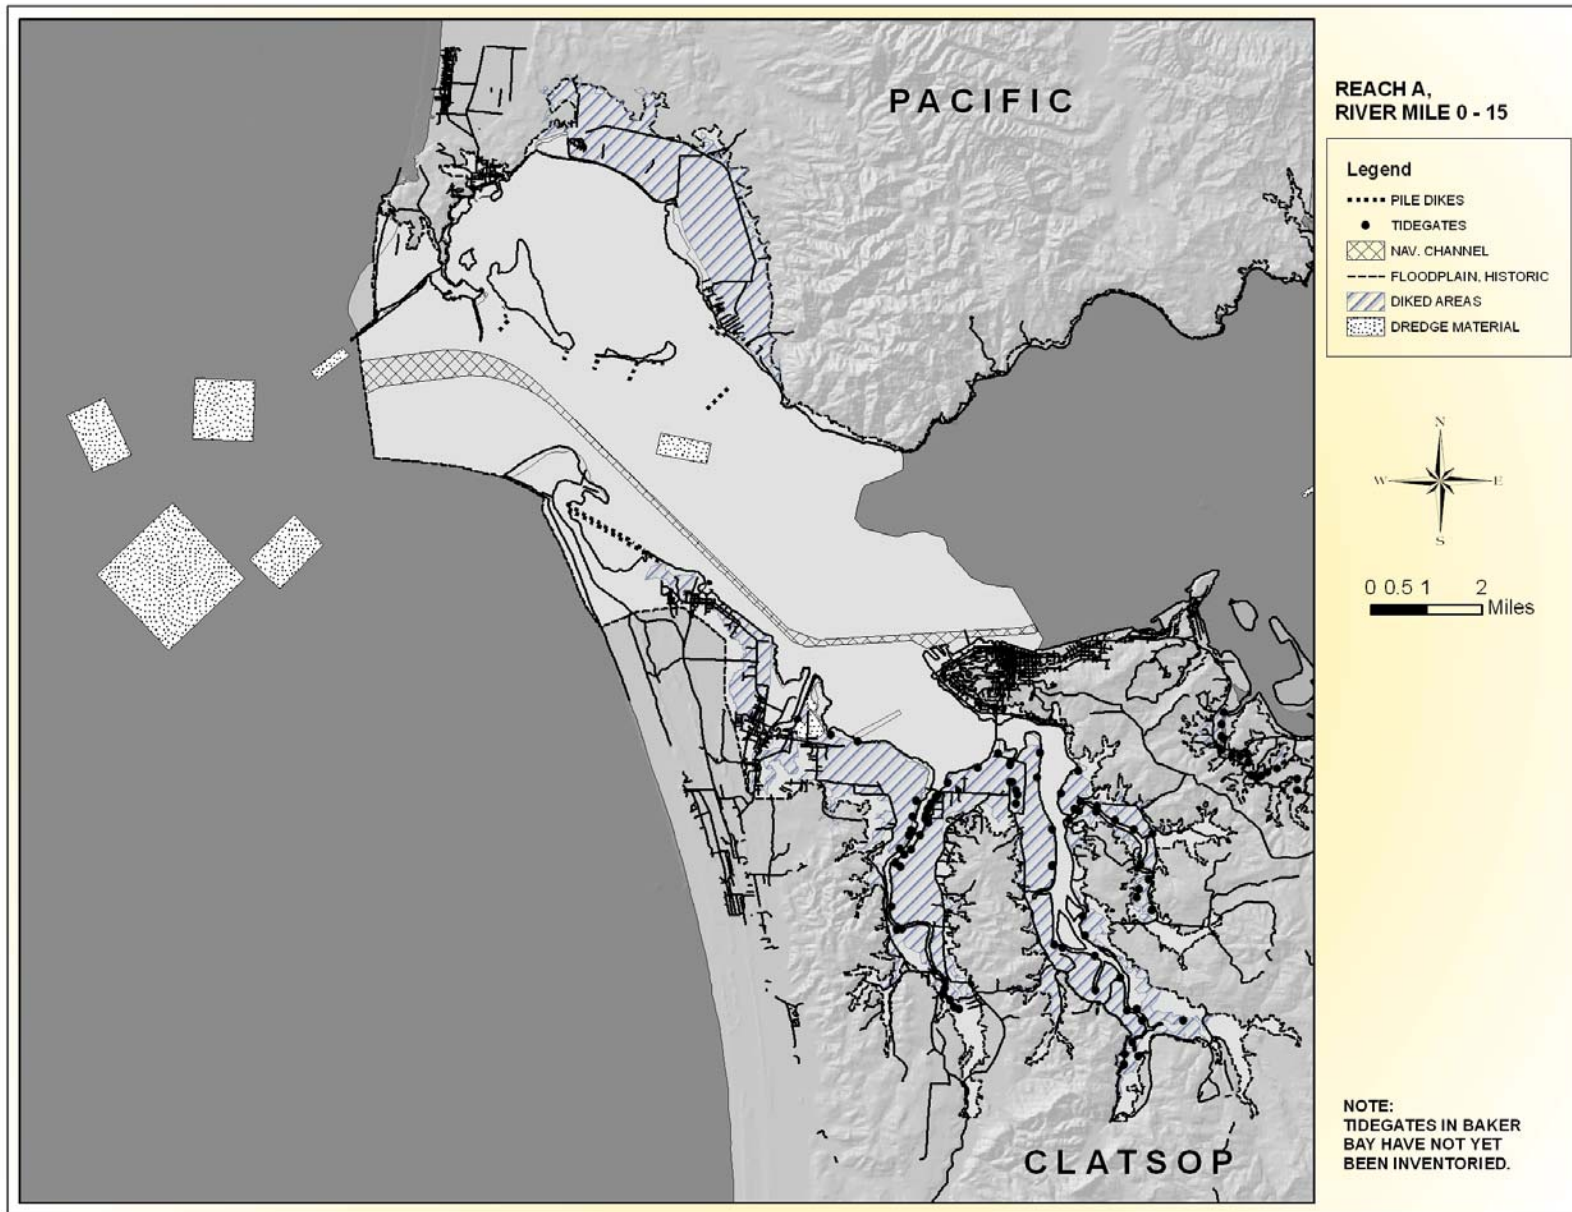 PACIFIC
CLATSOP
REACH A,
RIVER MILE 0 - 15
Legend
PILE DIKES
TIDEGATES
NAV. CHANNEL
FLOODPLAIN, HISTORIC
DIKED AREAS
DREDGE MATERIAL
N
W E
S
0 0.5 1 2
Miles
NOTE:
TIDEGATES IN BAKER
BAY HAVE NOT YET
BEEN INVENTORIED.